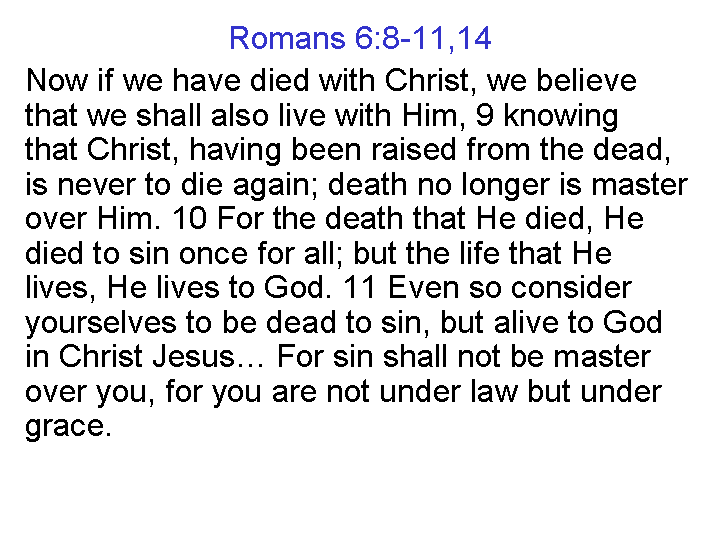 Romans 6:8-11,14
Now if we have died with Christ, we believe
that we shall also live with Him, 9 knowing
that Christ, having been raised from the dead,
is never to die again; death no longer is master
over Him. 10 For the death that He died, He
died to sin once for all; but the life that He
lives, He lives to God. 11 Even so consider
yourselves to be dead to sin, but alive to God
in Christ Jesus… For sin shall not be master
over you, for you are not under law but under
grace.